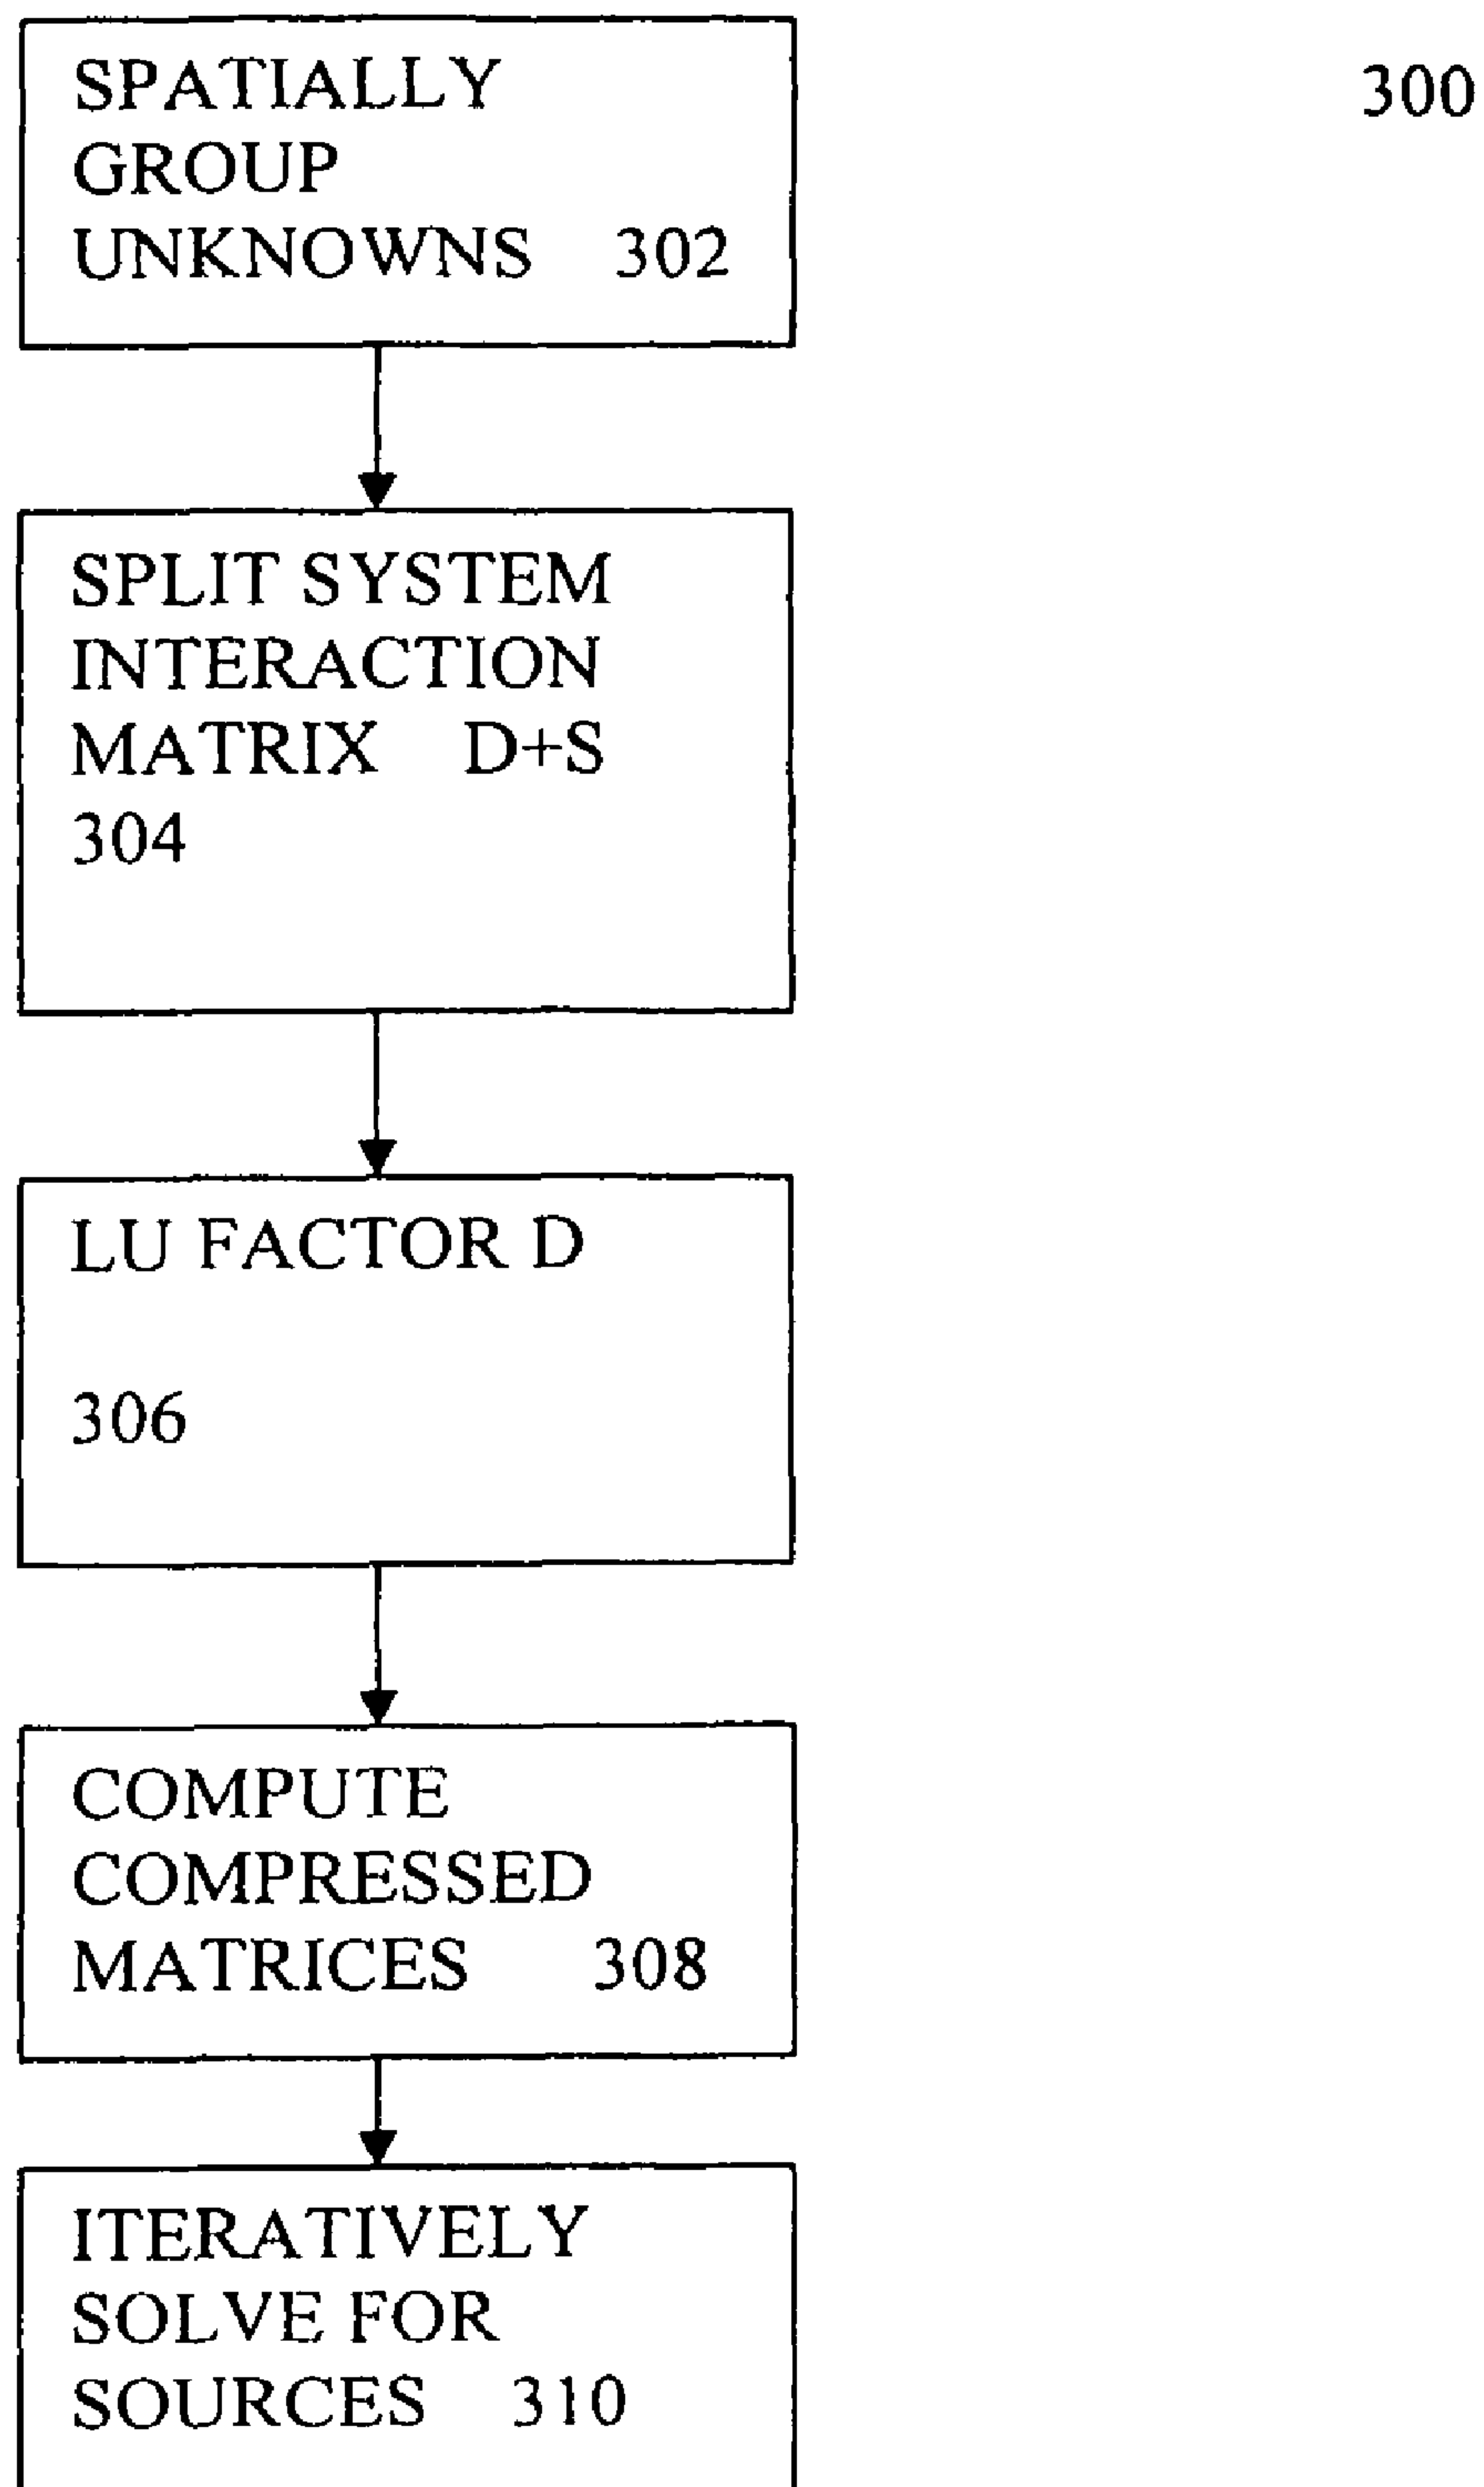 300
SPATIALLY
GROUP
UNKNOWNS 302
SPLIT SYSTEM
INTERACTION
MATRIX D+S
304
LU FACTOR D
306
COMPUTE
COMPRESSED
MATRICES 308
ITERATIVELY
SOLVE FOR
SOURCES 310